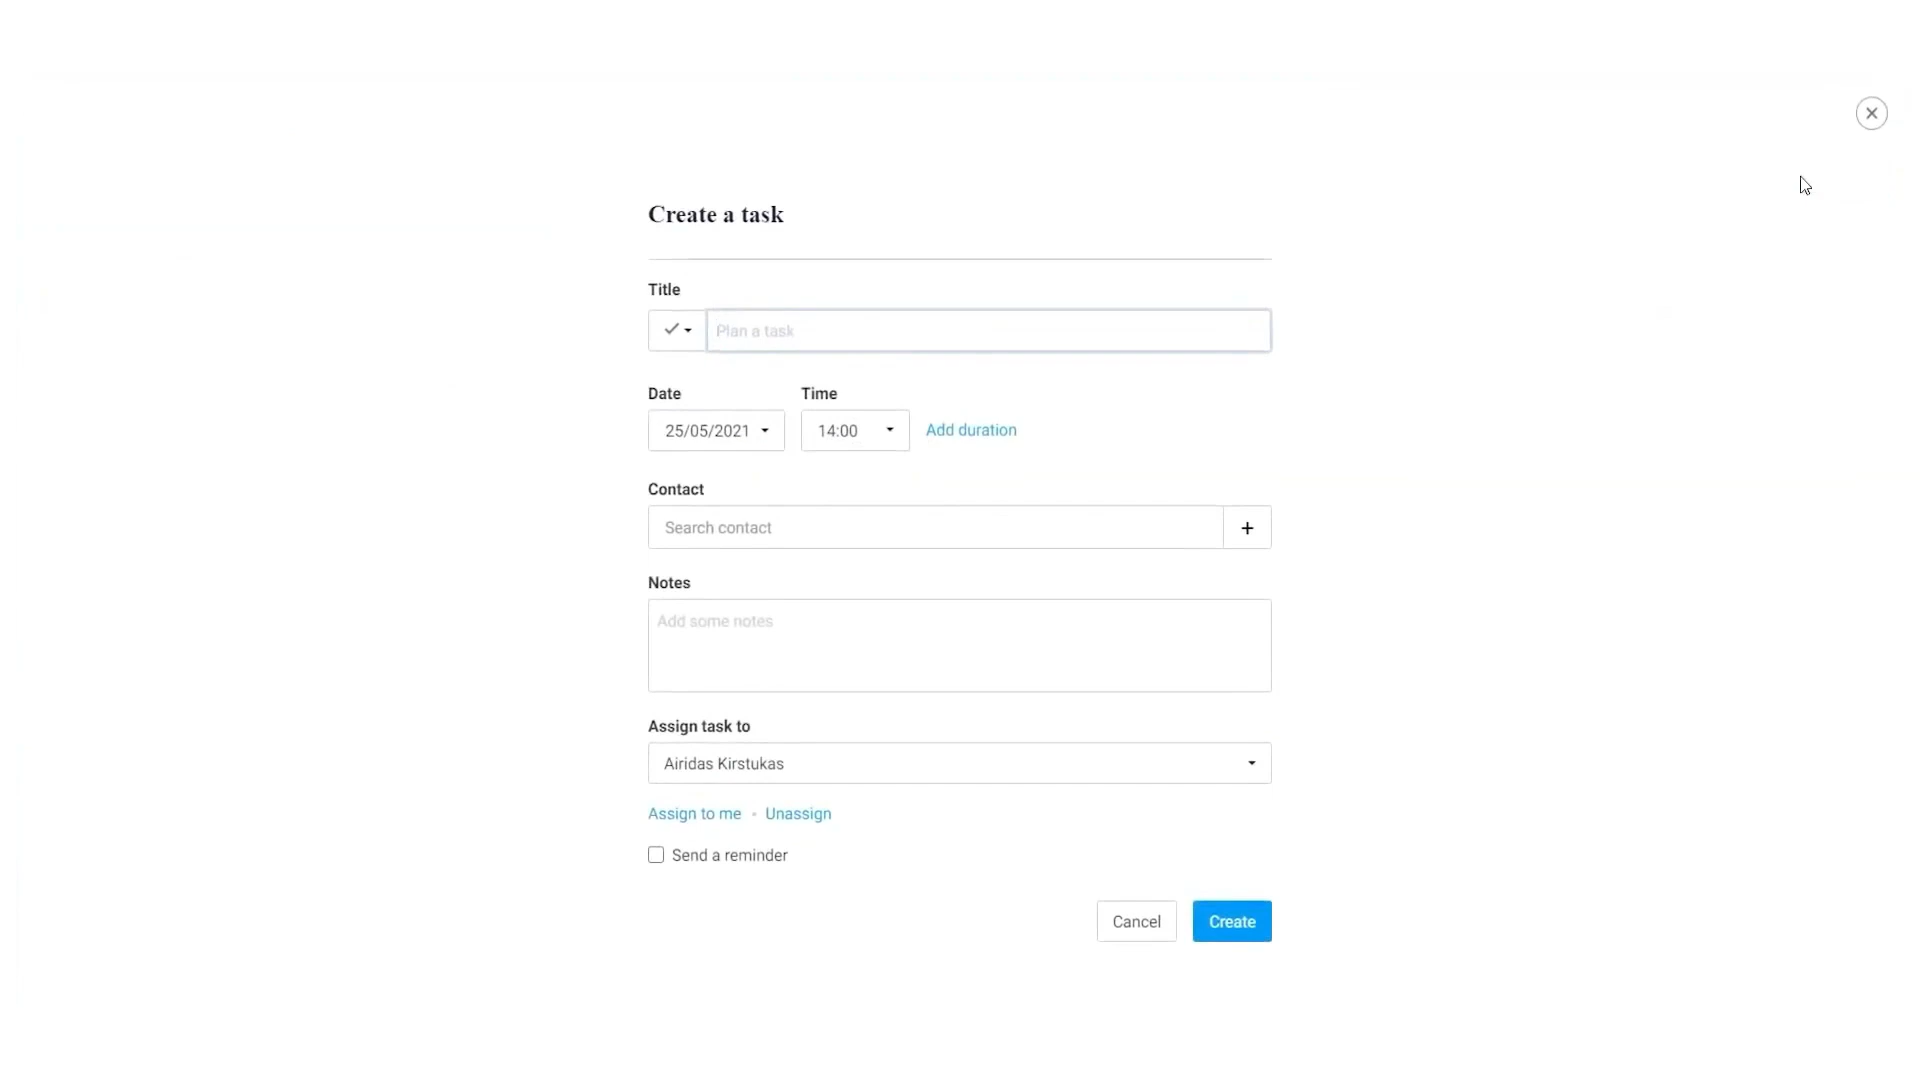 Create a task
Title
Plan a task
Date Time
25/05/2021 14:00 Add duration
Contact
Search contact +
Notes
Add some notes
Assign task to
Airidas Kirstukas
Assign to me • Unassign
Send a reminder
Cancel Create